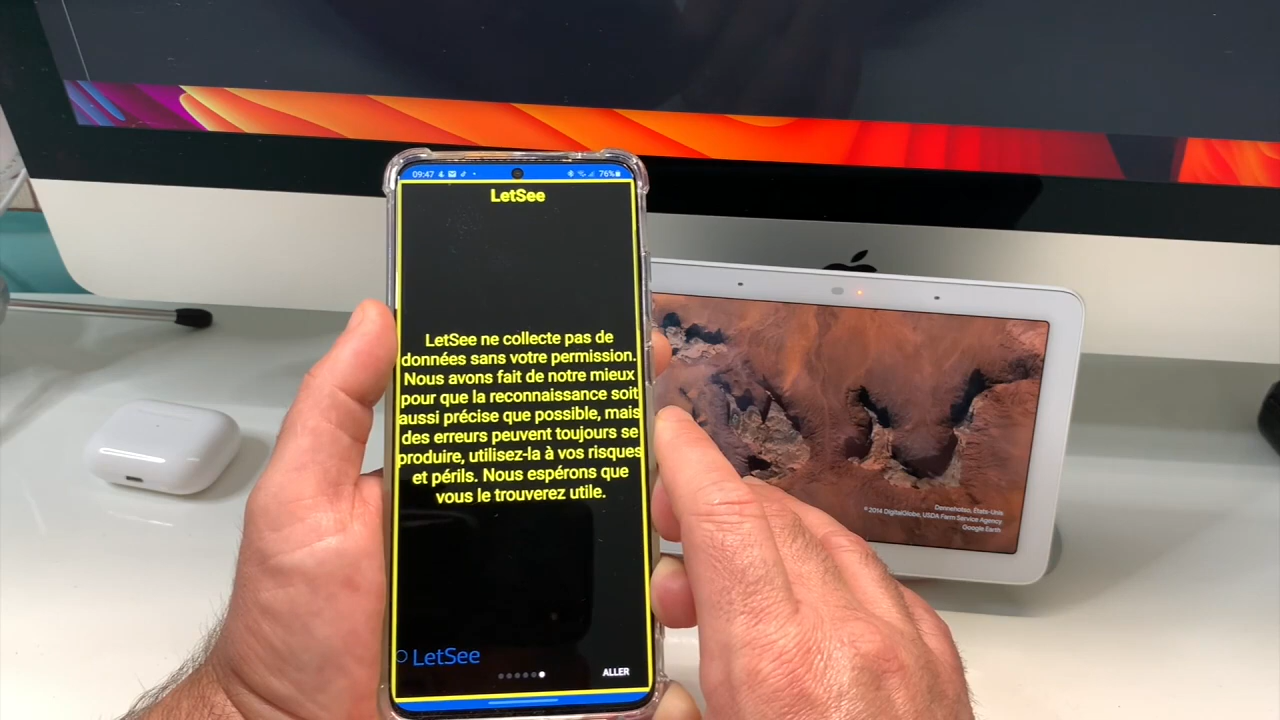 09:47
76%
LetSee
LetSee ne collecte pas de
données sans votre permission.
Nous avons fait de notre mieux
pour que la reconnaissance soit
aussi précise que possible, mais
des erreurs peuvent toujours se
produire, utilisez-la à vos risques
et périls. Nous espérons que
vous le trouverez utile.
LetSee
ALLER
Dennehotso, États-Unis
©2014 DigitalGlobe, USDA Farm Service Agency
Google Earth